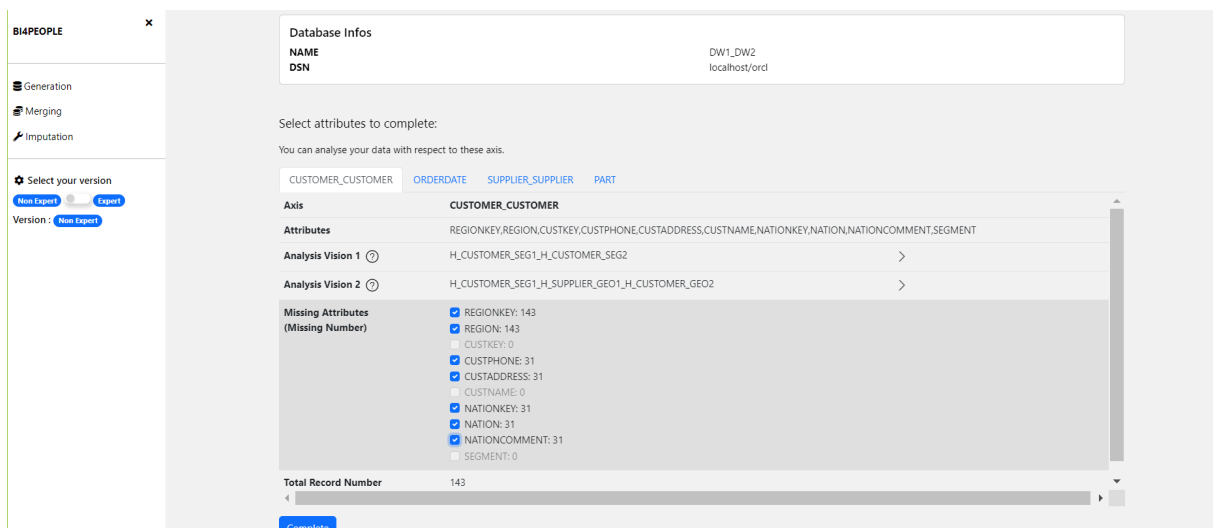 BI4PEOPLE ×
Generation
Merging
Imputation
Select your version
Non Expert Expert
Version : Non Expert
Database Infos
NAME DW1_DW2
DSN localhost/orcl
Select attributes to complete:
You can analyse your data with respect to these axis.
CUSTOMER_CUSTOMER ORDERDATE SUPPLIER_SUPPLIER PART
Axis CUSTOMER_CUSTOMER
Attributes REGIONKEY,REGION,CUSTKEY,CUSTPHONE,CUSTADDRESS,CUSTNAME,NATIONKEY,NATION,NATIONCOMMENT,SEGMENT
Analysis Vision 1 ? H_CUSTOMER_SEG1_H_CUSTOMER_SEG2
Analysis Vision 2 ? H_CUSTOMER_SEG1_H_SUPPLIER_GEO1_H_CUSTOMER_GEO2
Missing Attributes
(Missing Number)
REGIONKEY: 143
REGION: 143
CUSTKEY: 0
CUSTPHONE: 31
CUSTADDRESS: 31
CUSTNAME: 0
NATIONKEY: 31
NATION: 31
NATIONCOMMENT: 31
SEGMENT: 0
Total Record Number 143
Complete